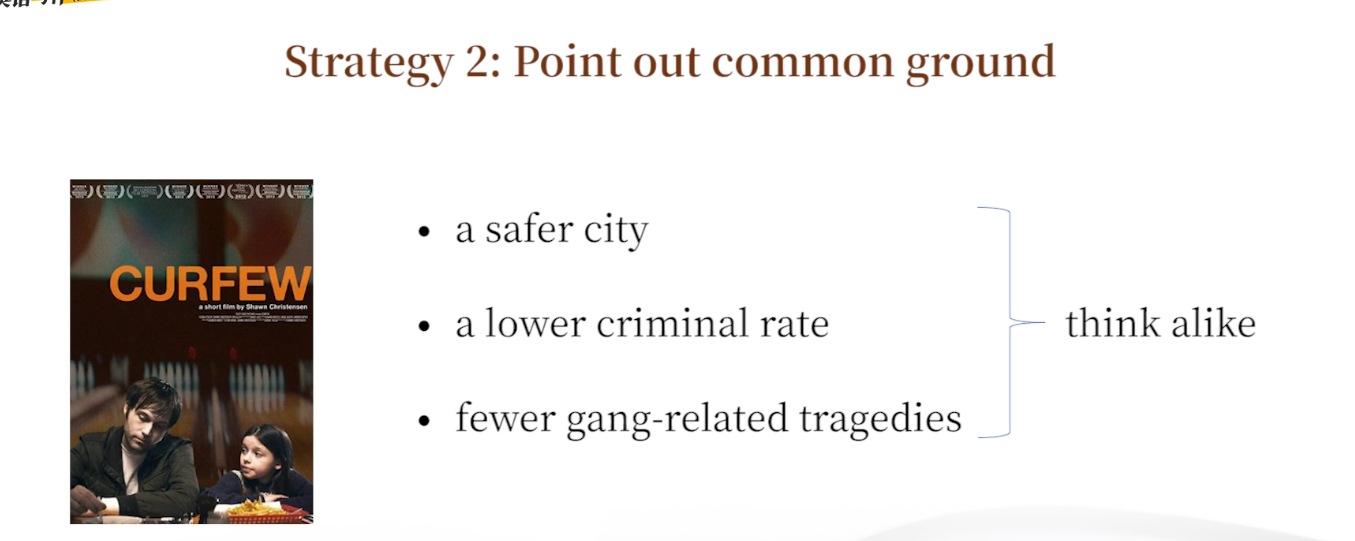 Strategy 2: Point out common ground
CURFEW
a short film by Shawn Christensen
• a safer city
• a lower criminal rate
• fewer gang-related tragedies
think alike